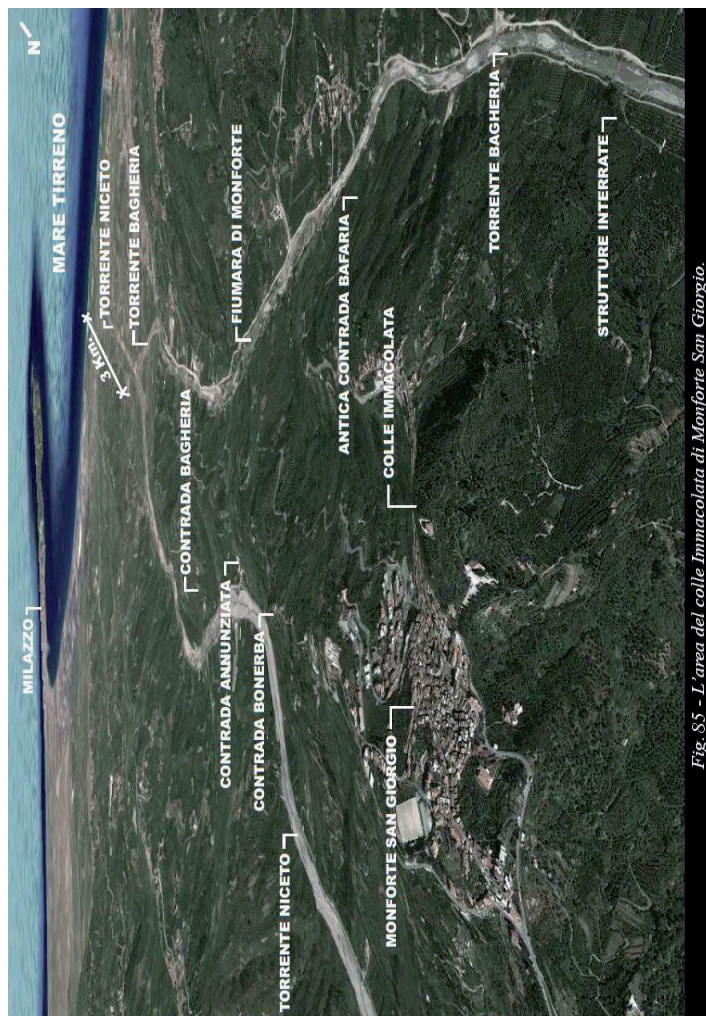 MILAZZO
N
MARE TIRRENO
3 Km.
TORRENTE NICETO
TORRENTE BAGHERIA
CONTRADA BAGHERIA
CONTRADA ANNUNZIATA
FIUMARA DI MONFORTE
CONTRADA BONERBA
TORRENTE NICETO
ANTICA CONTRADA BAFARIA
MONFORTE SAN GIORGIO
COLLE IMMACOLATA
TORRENTE BAGHERIA
STRUTTURE INTERRATE
Fig. 85 - L'area del colle Immacolata di Monforte San Giorgio.